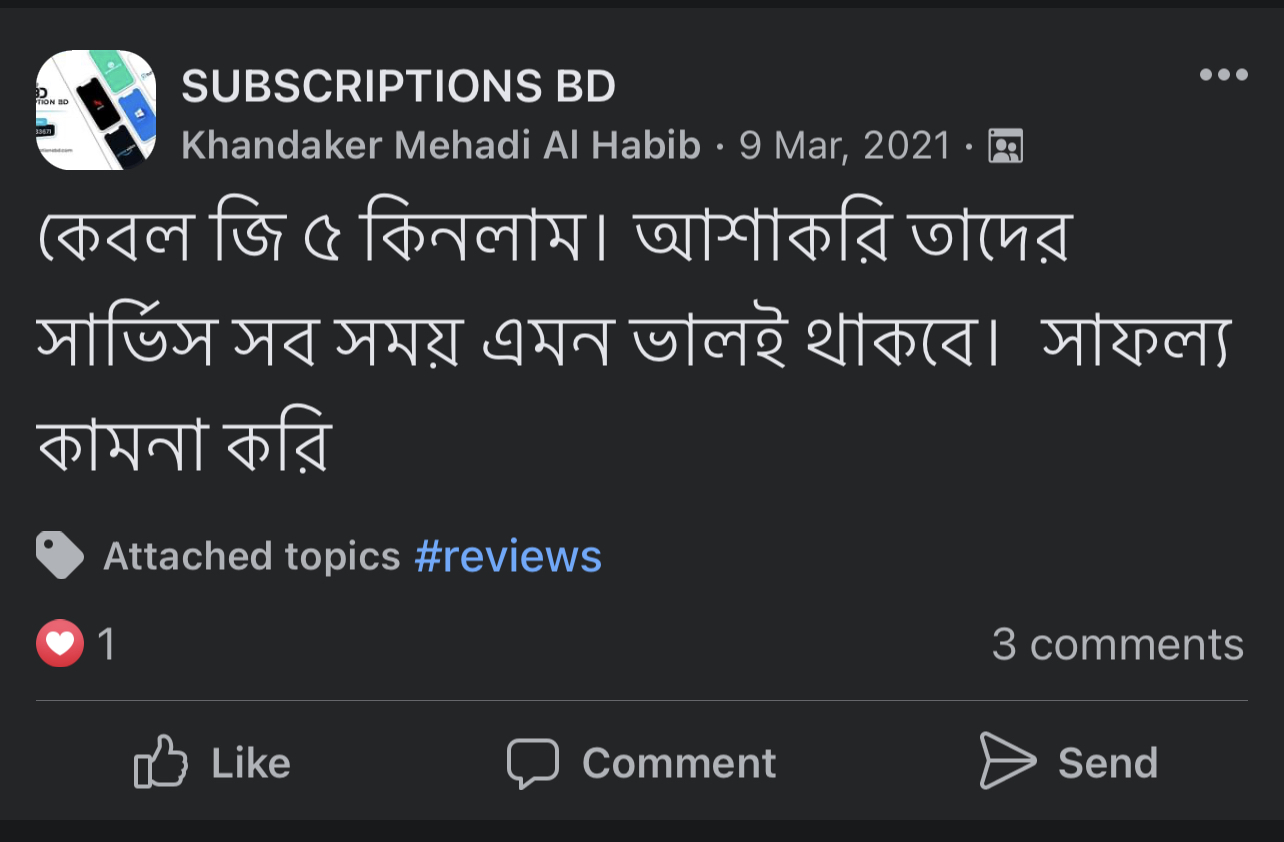 SUBSCRIPTIONS BD
Khandaker Mehadi Al Habib · 9 Mar, 2021 ·
কেবল জি ৫ কিনলাম। আশাকরি তাদের
সার্ভিস সব সময় এমন ভালই থাকবে। সাফল্য
কামনা করি
Attached topics #reviews
1
3 comments
Like
Comment
Send